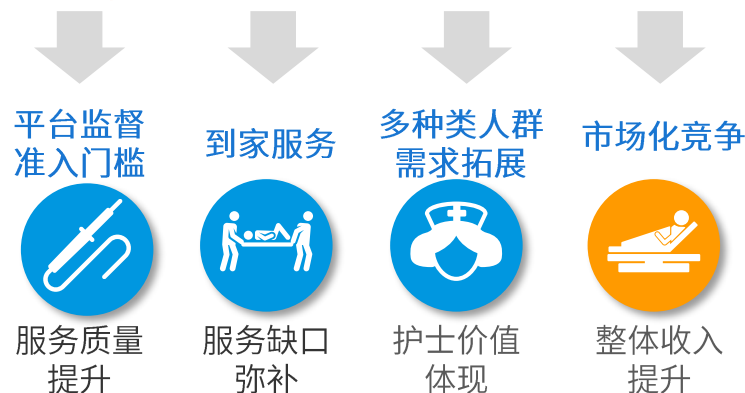 平台监督
准入门槛
到家服务
多种类人群
需求拓展
市场化竞争
服务质量
提升
服务缺口
弥补
护士价值
体现
整体收入
提升